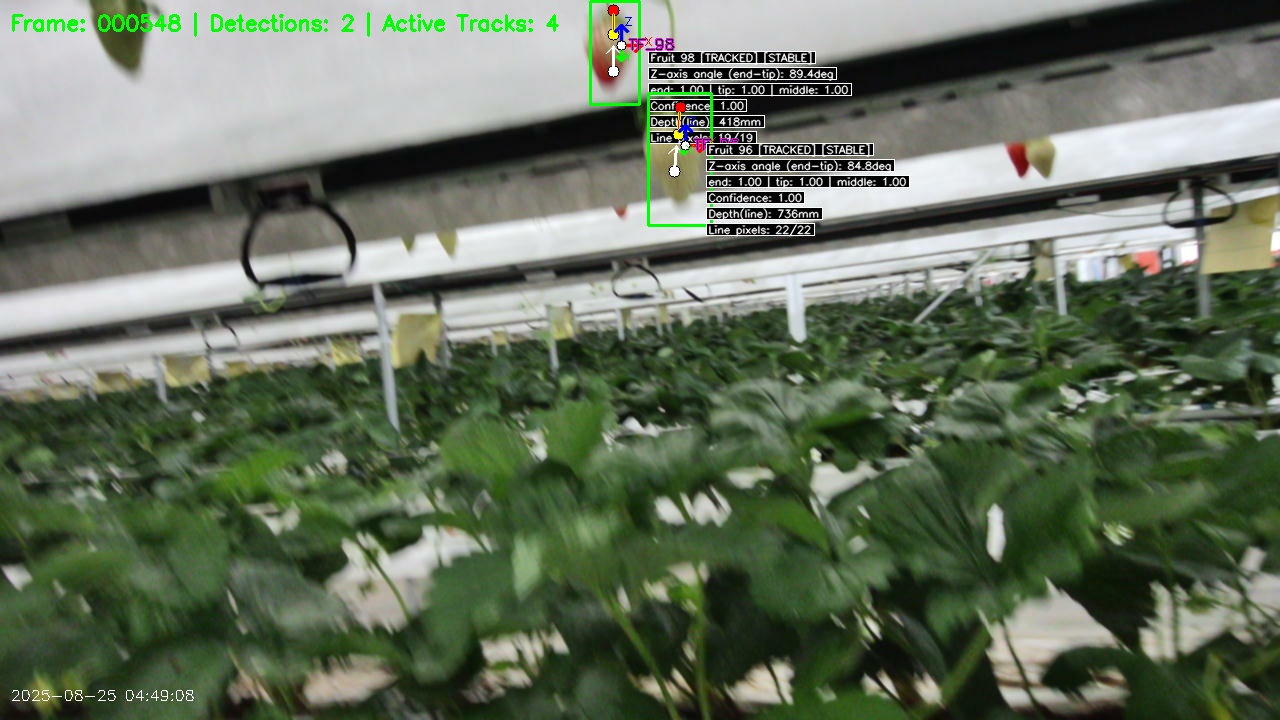 Frame: 000548 | Detections: 2 | Active Tracks: 4
Z
X
TF_98
Fruit 98 [TRACKED] [STABLE]
Z-axis angle (end-tip): 89.4deg
end: 1.00 | tip: 1.00 | middle: 1.00
Confidence: 1.00
Depth(line): 418mm
Line pixels: 19/19
Fruit 96 [TRACKED] [STABLE]
Z-axis angle (end-tip): 84.8deg
end: 1.00 | tip: 1.00 | middle: 1.00
Confidence: 1.00
Depth(line): 736mm
Line pixels: 22/22
2025-08-25 04:49:08